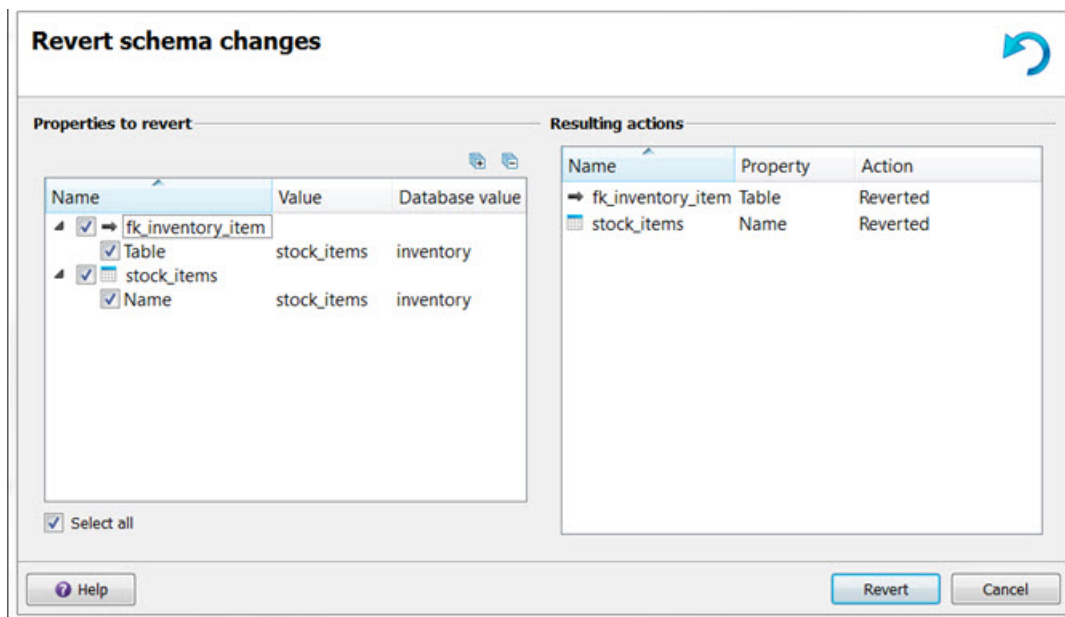 Revert schema changes
Properties to revert
Name Value Database value
fk_inventory_item
Table stock_items inventory
stock_items
Name stock_items inventory
Select all
Resulting actions
Name Property Action
fk_inventory_item Table Reverted
stock_items Name Reverted
Help Revert Cancel